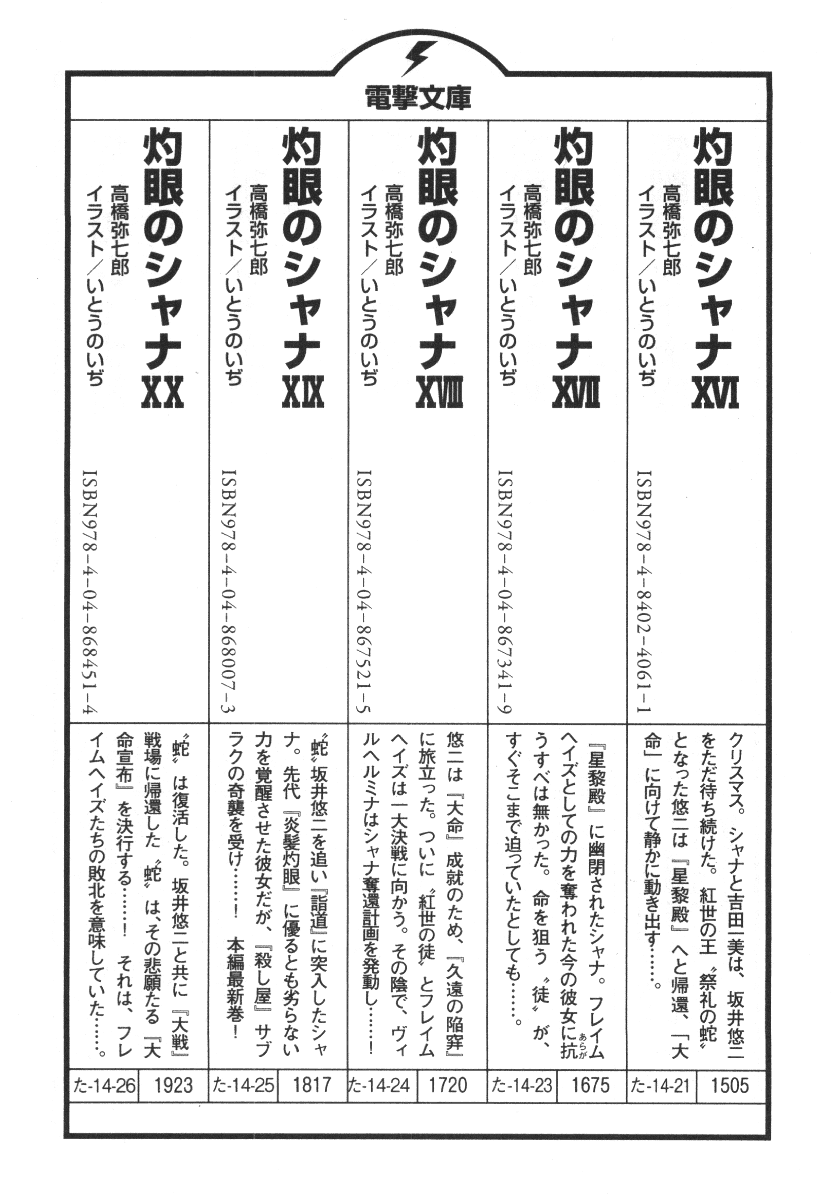 電撃文庫
灼眼のシャナXVI
高橋弥七郎
イラスト/いとうのいぢ
ISBN978-4-8402-4061-1
クリスマス。シャナと吉田一美は、坂井悠二
をただ待ち続けた。紅世の王〝祭礼の蛇〟
となった悠二は『星黎殿』へと帰還、「大
命」に向けて静かに動き出す……。
た-14-21
1505
灼眼のシャナXVII
高橋弥七郎
イラスト/いとうのいぢ
ISBN978-4-04-867341-9
『星黎殿』に幽閉されたシャナ。フレイム
ヘイズとしての力を奪われた今の彼女に抗
あらが
うすべは無かった。命を狙う〝徒〟が、
すぐそこまで迫っていたとしても……。
た-14-23
1675
灼眼のシャナXVIII
高橋弥七郎
イラスト/いとうのいぢ
ISBN978-4-04-867521-5
悠二は『大命』成就のため、『久遠の陥穽』
に旅立った。ついに〝紅世の徒〟とフレイム
ヘイズは一大決戦に向かう。その陰で、ヴィ
ルヘルミナはシャナ奪還計画を発動し……！
た-14-24
1720
灼眼のシャナXIX
高橋弥七郎
イラスト/いとうのいぢ
ISBN978-4-04-868007-3
〝蛇〟坂井悠二を追い『詣道』に突入したシャ
ナ。先代『炎髪灼眼』に優るとも劣らない
力を覚醒させた彼女だが、『殺し屋』サブ
ラクの奇襲を受け……！ 本編最新巻！
た-14-25
1817
灼眼のシャナXX
高橋弥七郎
イラスト/いとうのいぢ
ISBN978-4-04-868451-4
〝蛇〟は復活した。坂井悠二と共に『大戦』
戦場に帰還した〝蛇〟は、その悲願たる『大
命宣布』を決行する……！ それは、フレ
イムヘイズたちの敗北を意味していた……。
た-14-26
1923